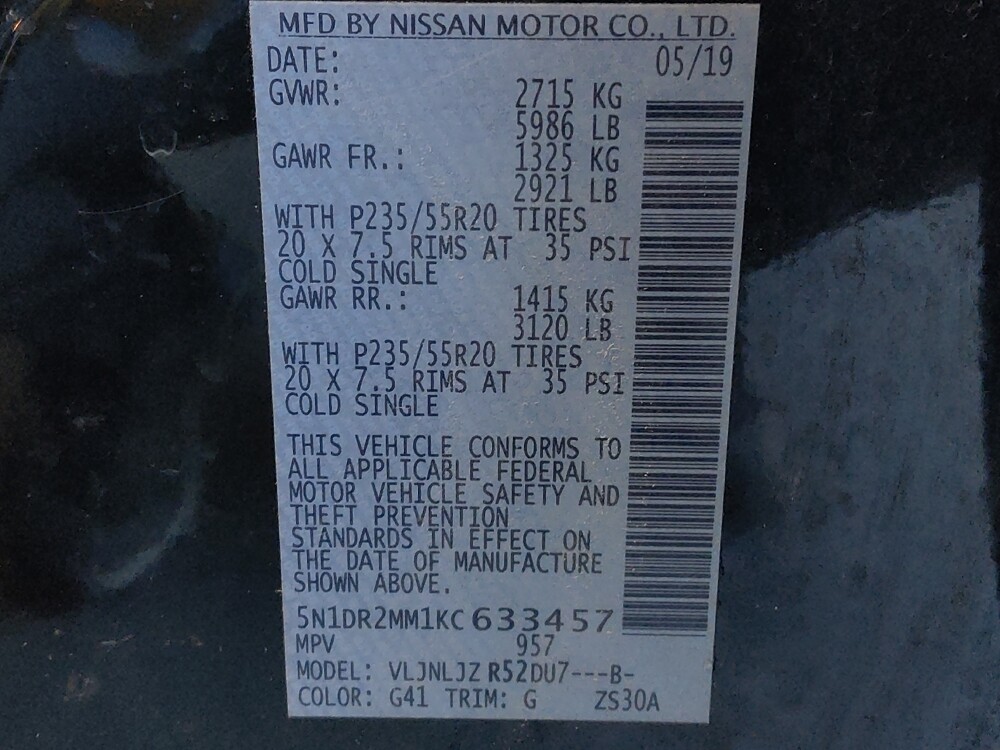 MFD BY NISSAN MOTOR CO., LTD.
DATE: 05/19
GVWR: 2715 KG
5986 LB
GAWR FR.: 1325 KG
2921 LB
WITH P235/55R20 TIRES
20 X 7.5 RIMS AT 35 PSI
COLD SINGLE
GAWR RR.: 1415 KG
3120 LB
WITH P235/55R20 TIRES
20 X 7.5 RIMS AT 35 PSI
COLD SINGLE
THIS VEHICLE CONFORMS TO
ALL APPLICABLE FEDERAL
MOTOR VEHICLE SAFETY AND
THEFT PREVENTION
STANDARDS IN EFFECT ON
THE DATE OF MANUFACTURE
SHOWN ABOVE.
5N1DR2MM1KC633457
MPV 957
MODEL: VLJNLJZ R52DU7---B-
COLOR: G41 TRIM: G ZS30A